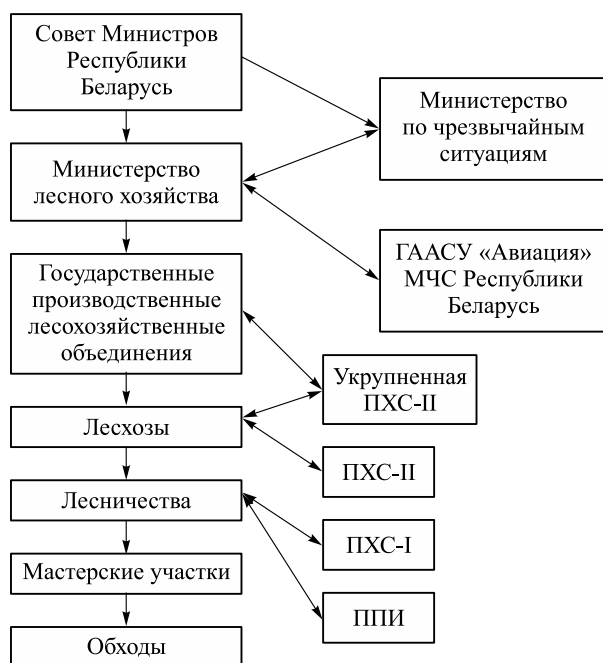 Совет Министров
Республики
Беларусь
Министерство
по чрезвычайным
ситуациям
Министерство
лесного хозяйства
ГААСУ «Авиация»
МЧС Республики
Беларусь
Государственные
производственные
лесохозяйственные
объединения
Укрупненная
ПХС-II
Лесхозы
ПХС-II
Лесничества
ПХС-I
Мастерские участки
ППИ
Обходы